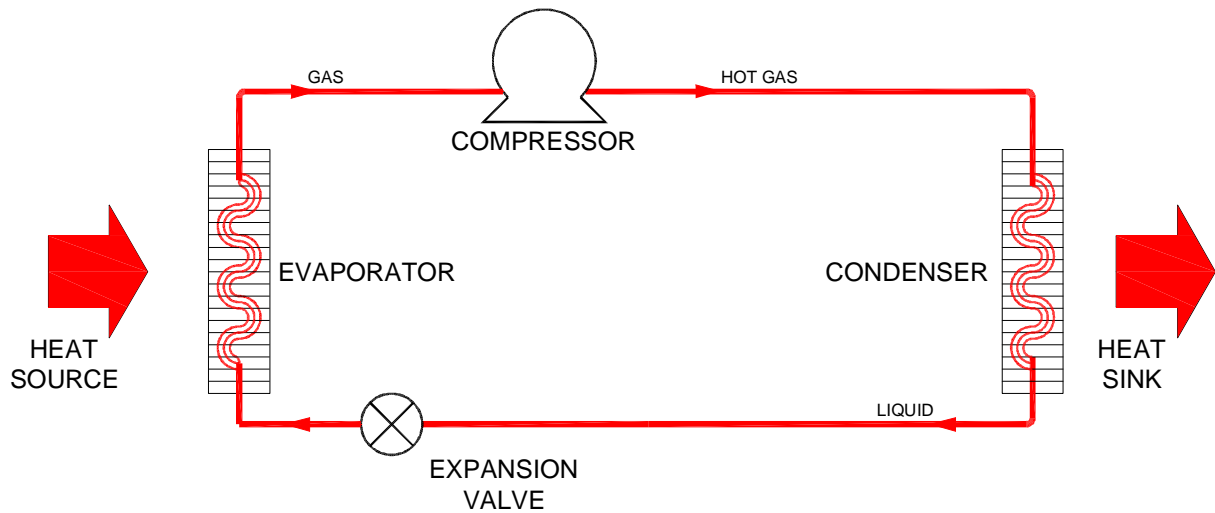 GAS
HOT GAS
COMPRESSOR
EVAPORATOR
CONDENSER
HEAT
SOURCE
HEAT
SINK
LIQUID
EXPANSION
VALVE